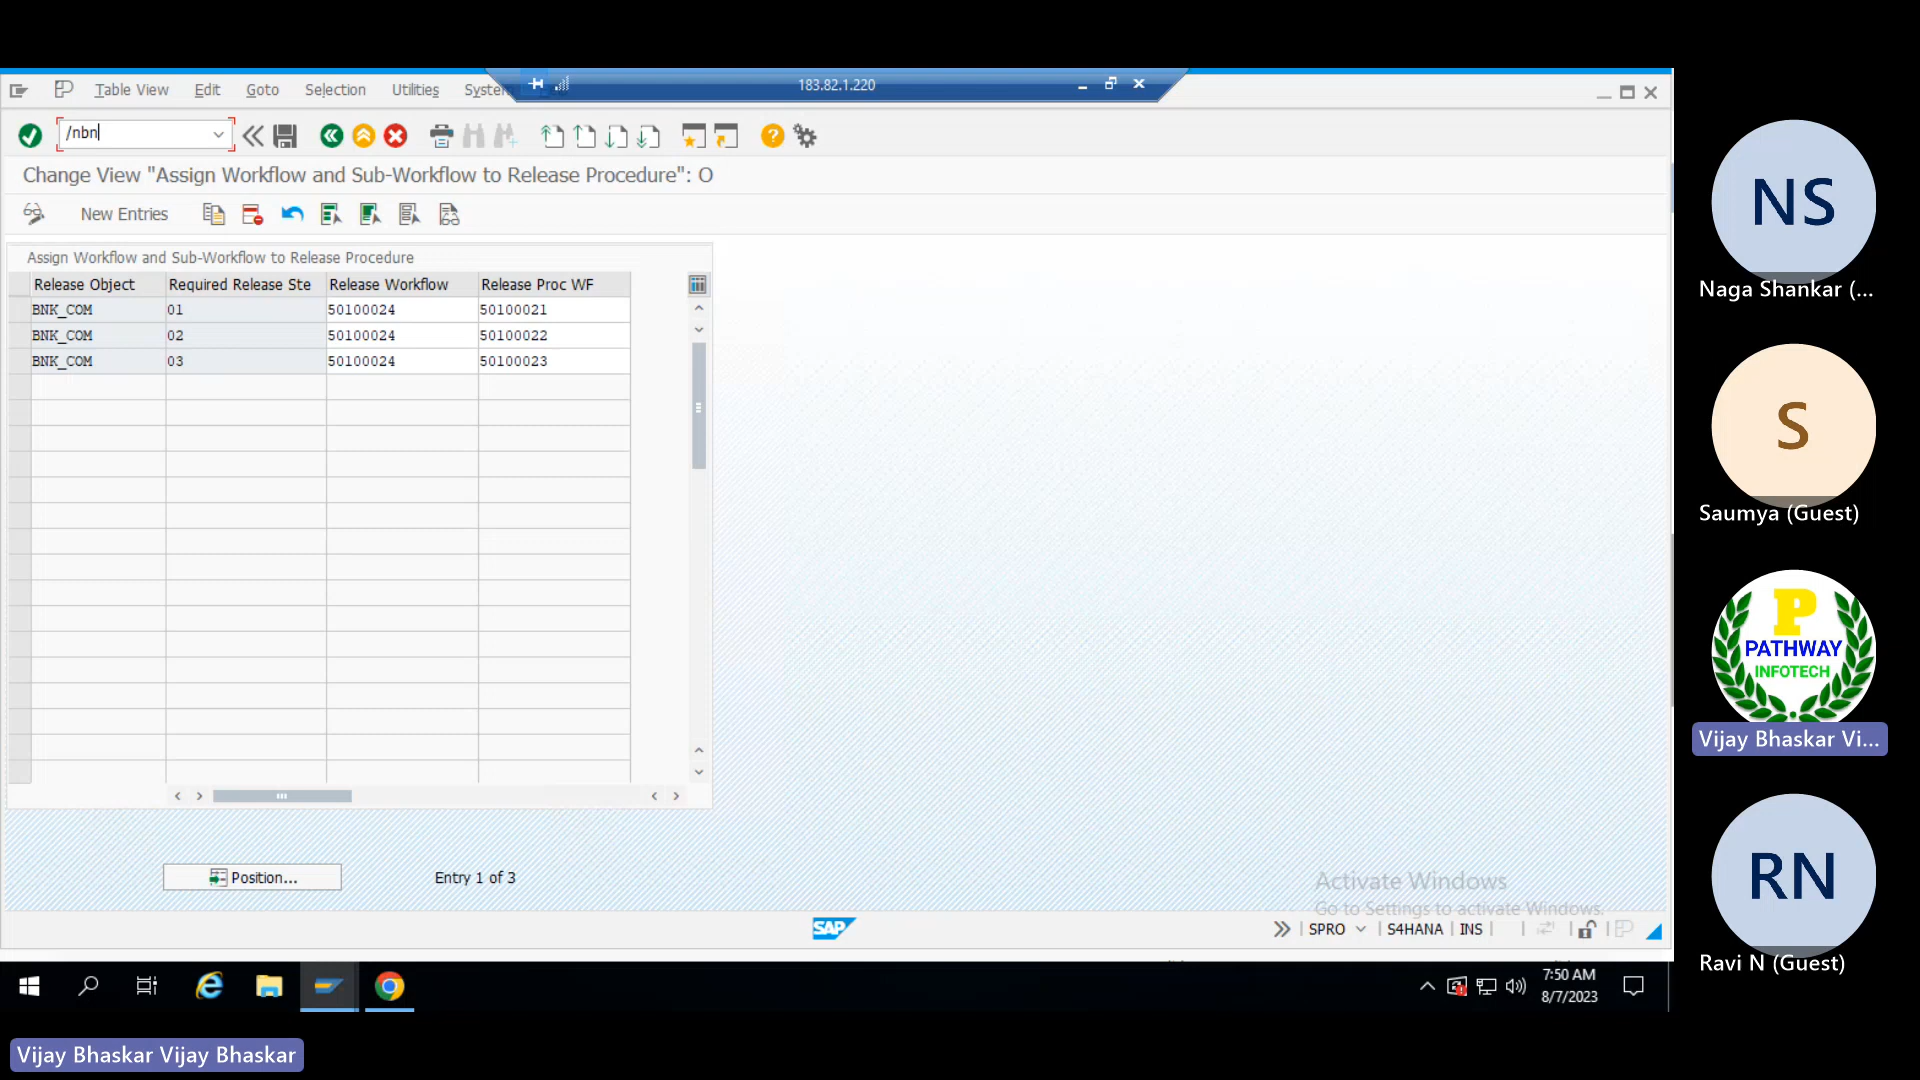 Table View Edit Goto Selection Utilities System
183.82.1.220
/nbn
Change View "Assign Workflow and Sub-Workflow to Release Procedure": O
New Entries
Assign Workflow and Sub-Workflow to Release Procedure
Release Object Required Release Ste Release Workflow Release Proc WF
BNK_COM 01 50100024 50100021
BNK_COM 02 50100024 50100022
BNK_COM 03 50100024 50100023
Position... Entry 1 of 3
Activate Windows
Go to Settings to activate Windows.
SAP
SPRO S4HANA INS
7:50 AM
8/7/2023
NS
Naga Shankar (...
S
Saumya (Guest)
P
PATHWAY
INFOTECH
Vijay Bhaskar Vi...
RN
Ravi N (Guest)
Vijay Bhaskar Vijay Bhaskar